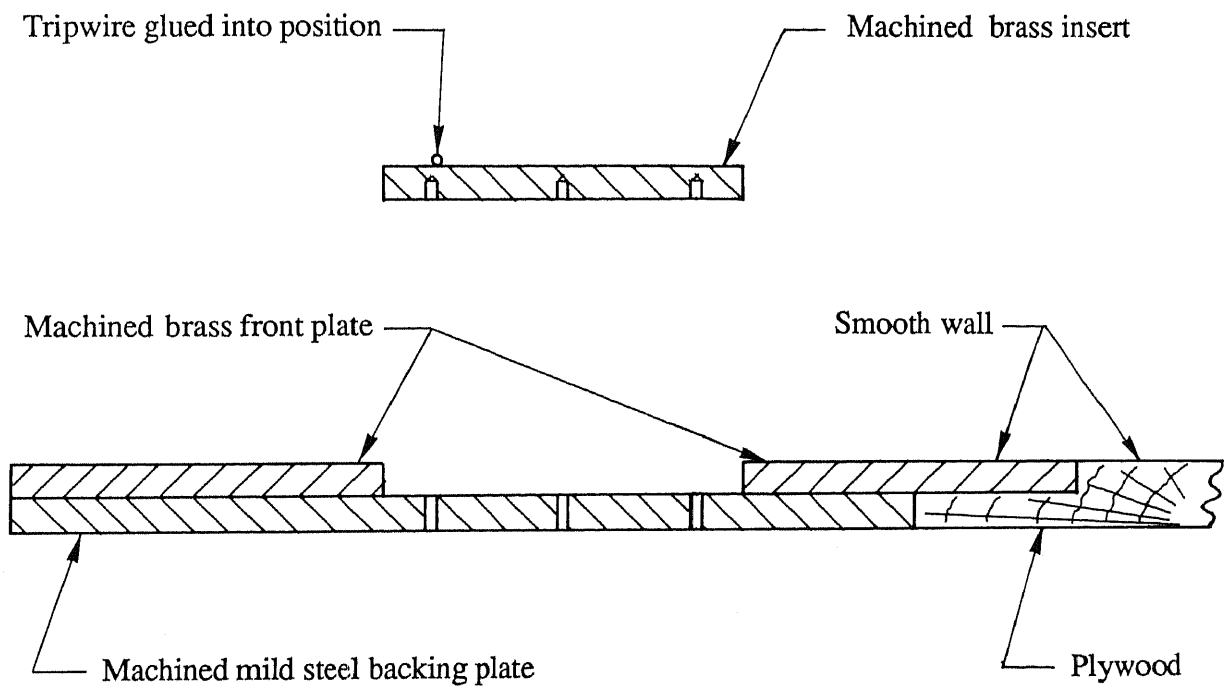 Tripwire glued into position
Machined brass insert
Machined brass front plate
Smooth wall
Machined mild steel backing plate
Plywood